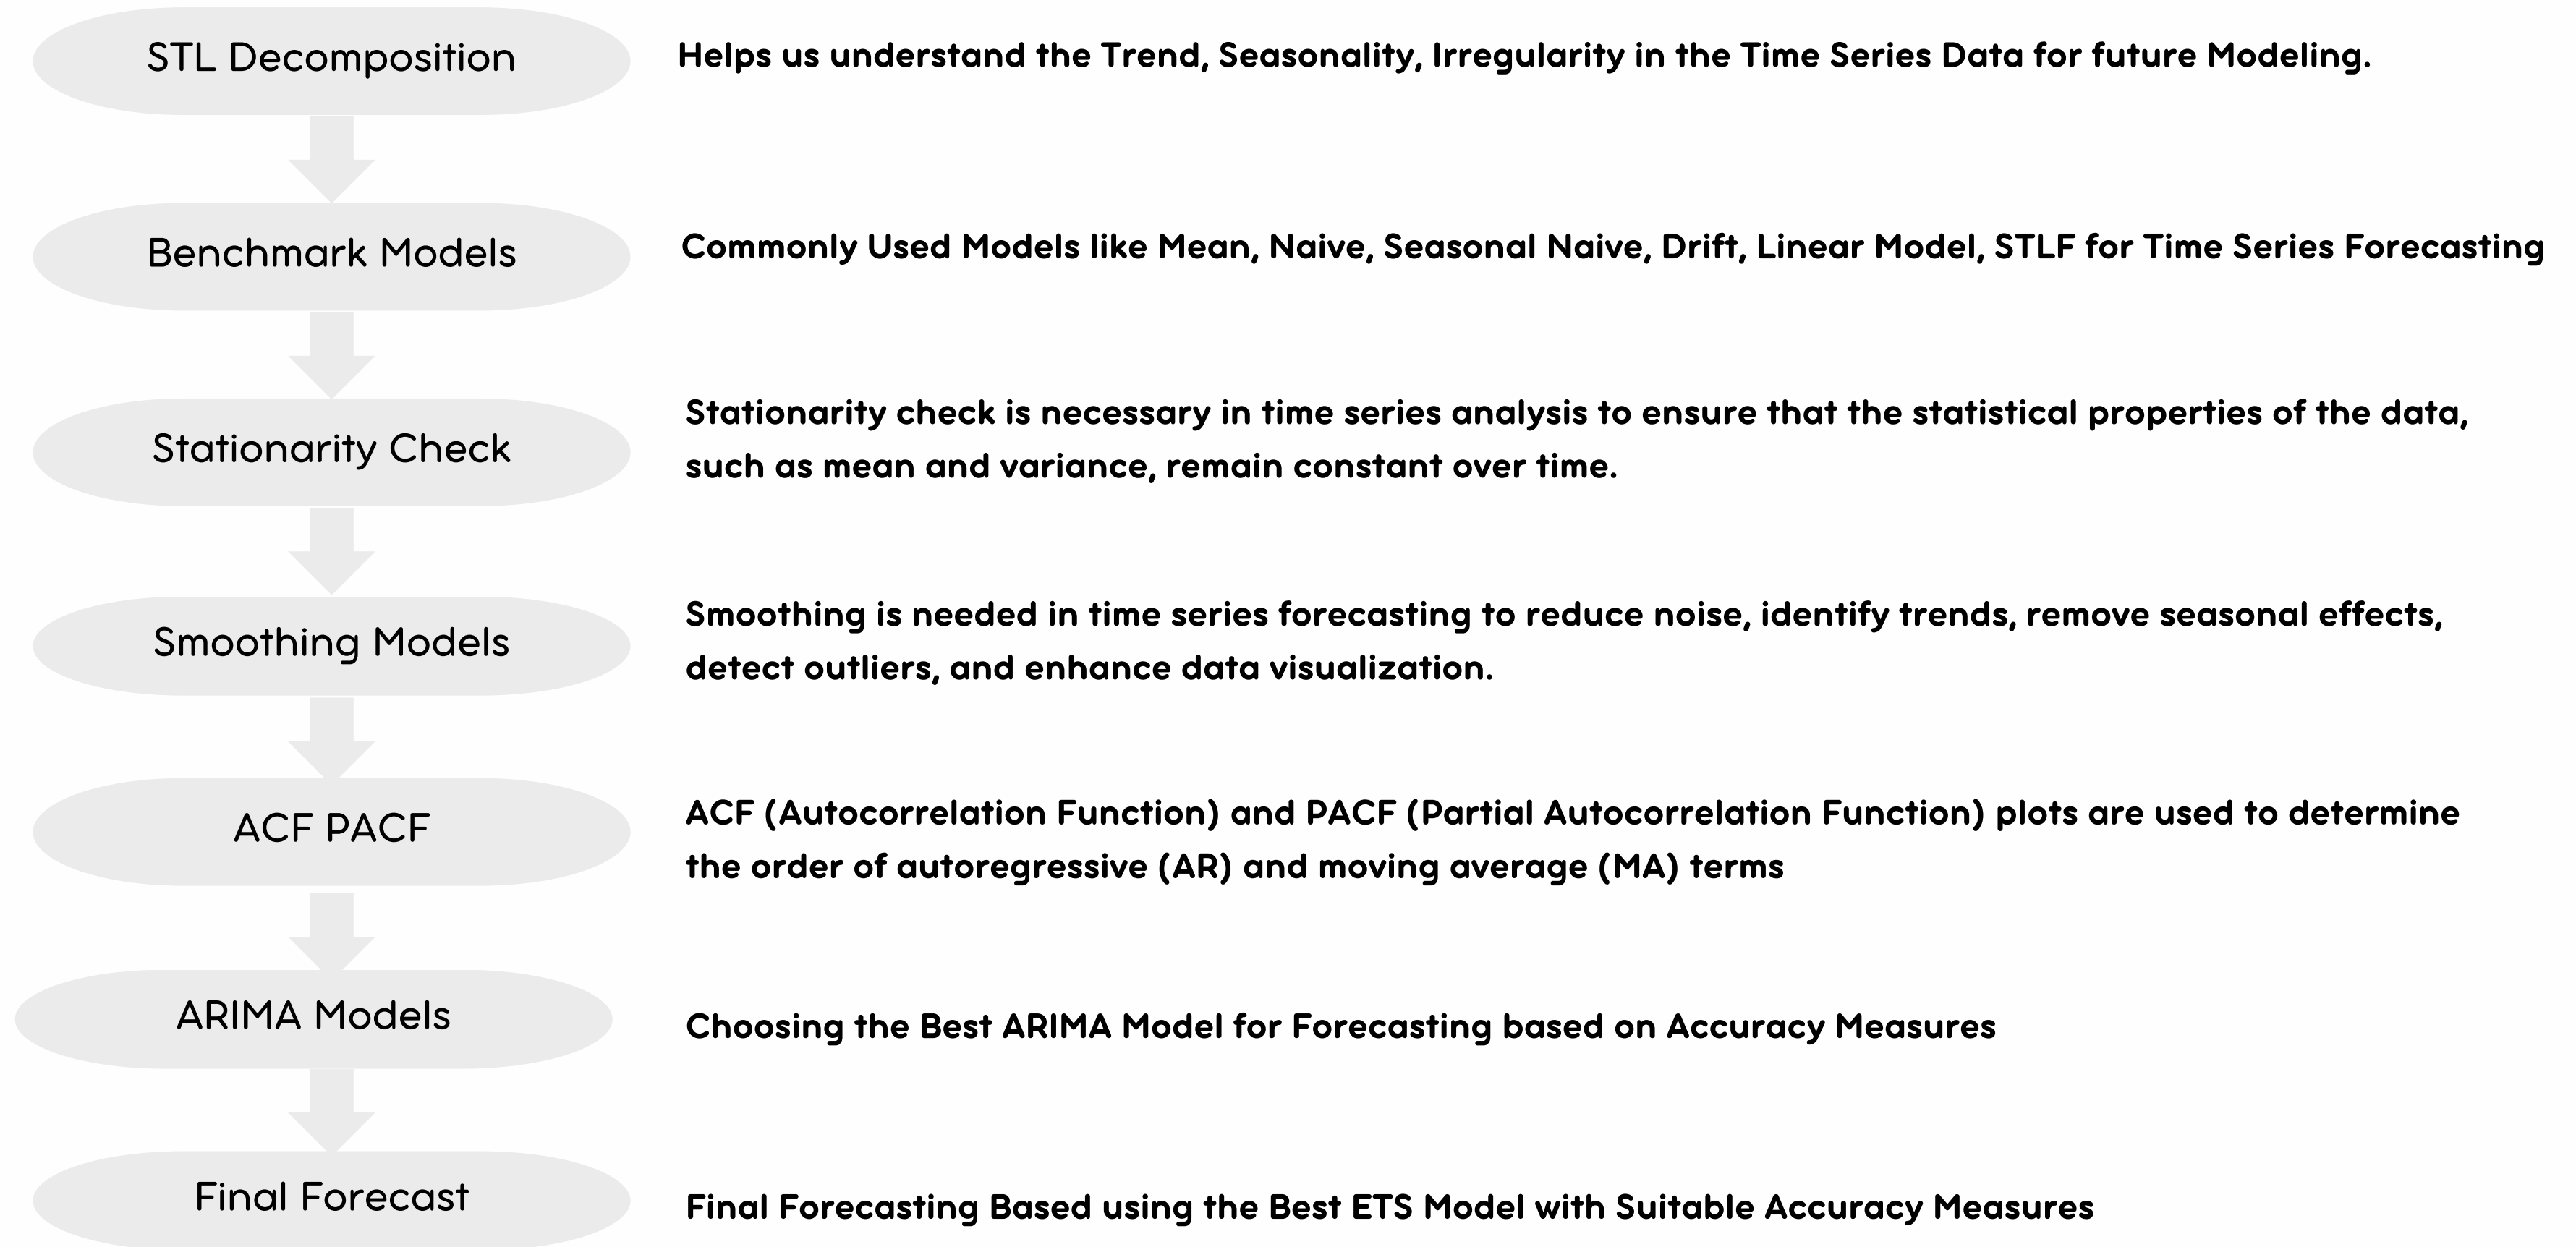 STL Decomposition
Helps us understand the Trend, Seasonality, Irregularity in the Time Series Data for future Modeling.
Benchmark Models
Commonly Used Models like Mean, Naive, Seasonal Naive, Drift, Linear Model, STLF for Time Series Forecasting
Stationarity Check
Stationarity check is necessary in time series analysis to ensure that the statistical properties of the data,
such as mean and variance, remain constant over time.
Smoothing Models
Smoothing is needed in time series forecasting to reduce noise, identify trends, remove seasonal effects,
detect outliers, and enhance data visualization.
ACF PACF
ACF (Autocorrelation Function) and PACF (Partial Autocorrelation Function) plots are used to determine
the order of autoregressive (AR) and moving average (MA) terms
ARIMA Models
Choosing the Best ARIMA Model for Forecasting based on Accuracy Measures
Final Forecast
Final Forecasting Based using the Best ETS Model with Suitable Accuracy Measures